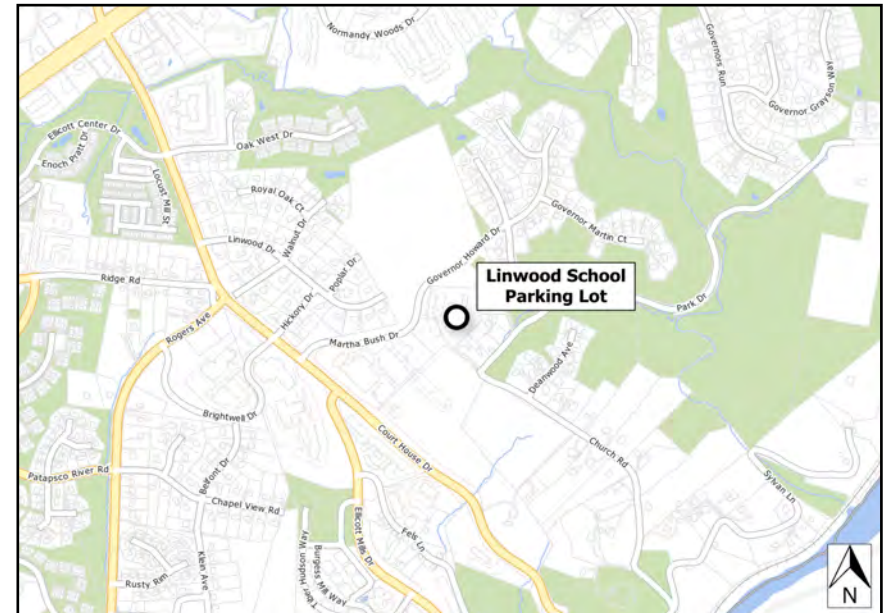 Normandy Woods Dr
Governors Run
Governor Grayson
Way
Ellicott Center Dr
Enoch Pratt Dr
Oak West Dr
Locust Mill St
Royal Oak Ct
Walnut Dr
Linwood Dr
Poplar Dr
Governor Howard Dr
Governor Martin Ct
Ridge Rd
Rogers Ave
Hickory Dr
Martha Bush Dr
Linwood School
Parking Lot
Park Dr
Deanwood Ave
Brightwell Dr
Belfont Dr
Court House Dr
Church Rd
Patapsco River Rd
Chapel View Rd
Sylvan Ln
Ellicott Mills Dr
Fels Ln
Burgess Mill Way
Tiber Hudson
Klein Ave
Rusty Rim
N